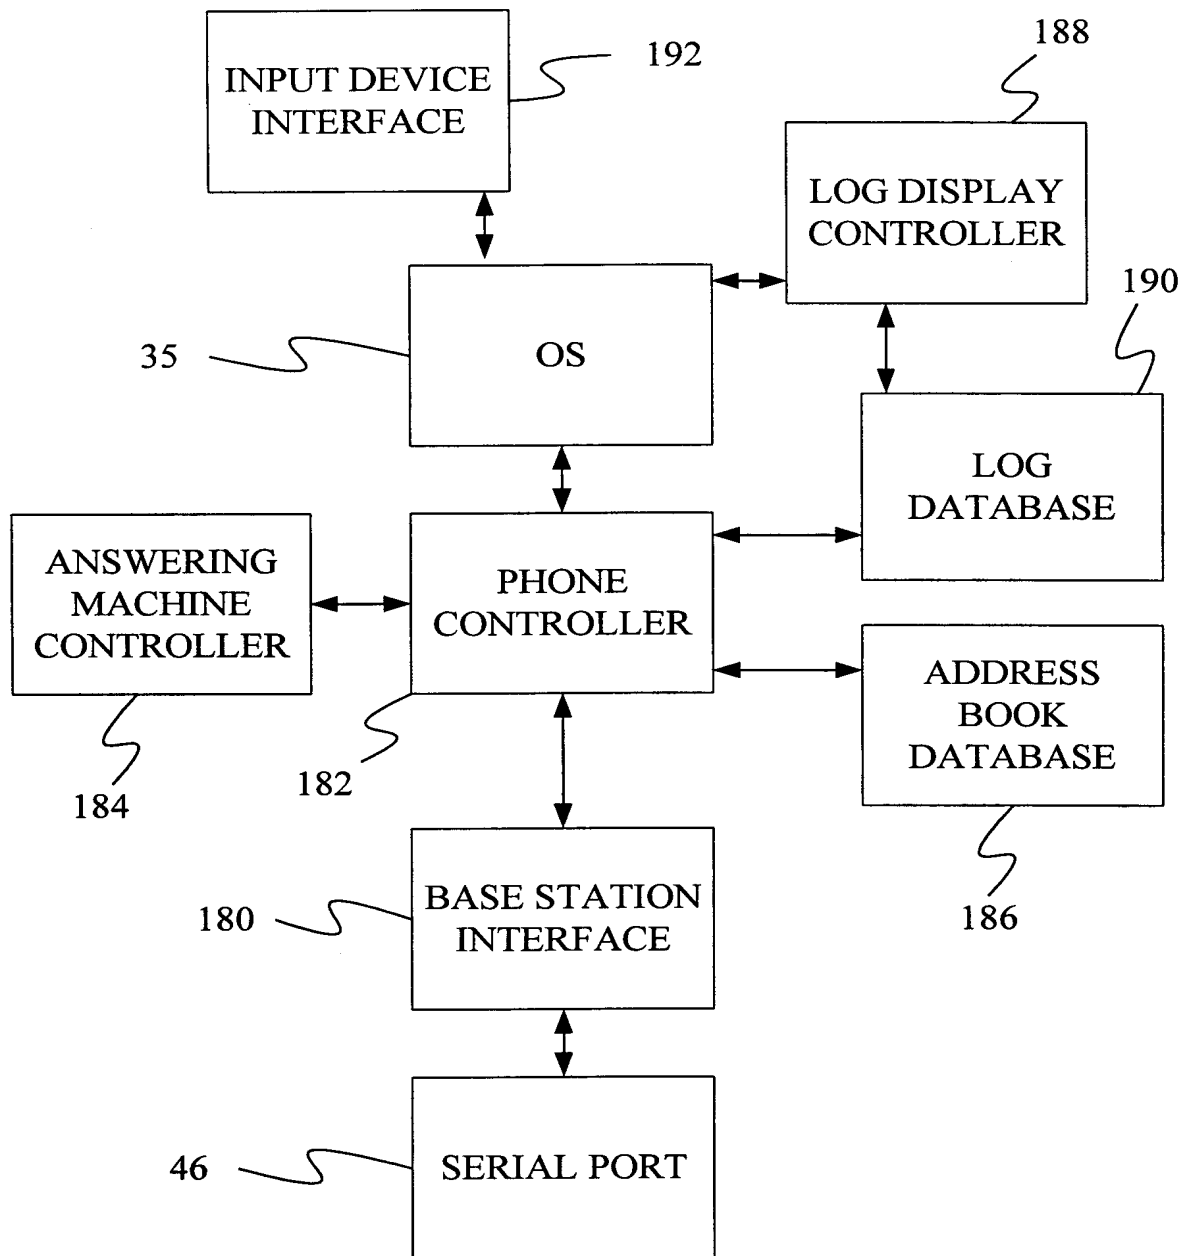 192
188
INPUT DEVICE
INTERFACE
LOG DISPLAY
CONTROLLER
190
35
OS
LOG
DATABASE
ANSWERING
MACHINE
CONTROLLER
PHONE
CONTROLLER
ADDRESS
BOOK
DATABASE
184
182
180
BASE STATION
INTERFACE
186
46
SERIAL PORT